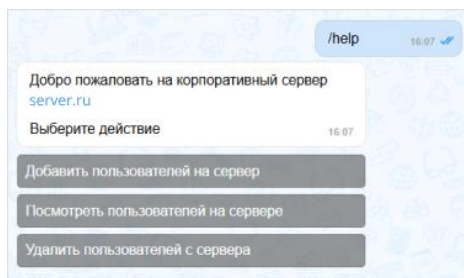 /help
16:07
Добро пожаловать на корпоративный сервер
server.ru
Выберите действие
16:07
Добавить пользователей на сервер
Посмотреть пользователей на сервере
Удалить пользователей с сервера